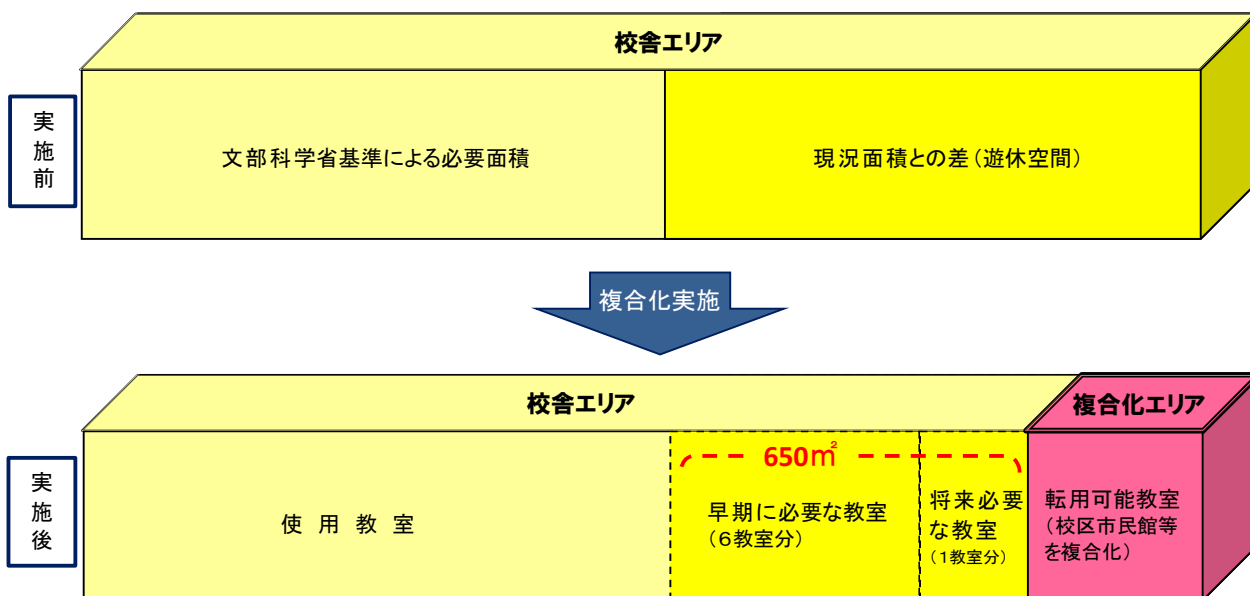 校舎エリア
実施前
文部科学省基準による必要面積
現況面積との差（遊休空間）
複合化実施
校舎エリア
複合化エリア
実施後
使用教室
650㎡
早期に必要な教室
（6教室分）
将来必要
な教室
（1教室分）
転用可能教室
（校区市民館等
を複合化）